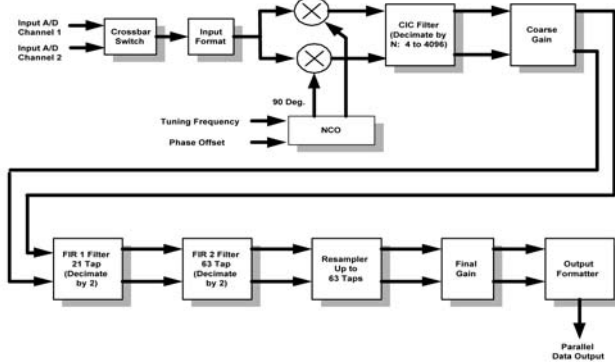 Input A/D
Channel 1
Input A/D
Channel 2
Crossbar
Switch
Input
Format
CIC Filter
(Decimate by
N: 4 to 4096)
Coarse
Gain
90 Deg.
Tuning Frequency
Phase Offset
NCO
FIR 1 Filter
21 Tap
(Decimate
by 2)
FIR 2 Filter
63 Tap
(Decimate
by 2)
Resampler
Up to
63 Taps
Final
Gain
Output
Formatter
Parallel
Data Output